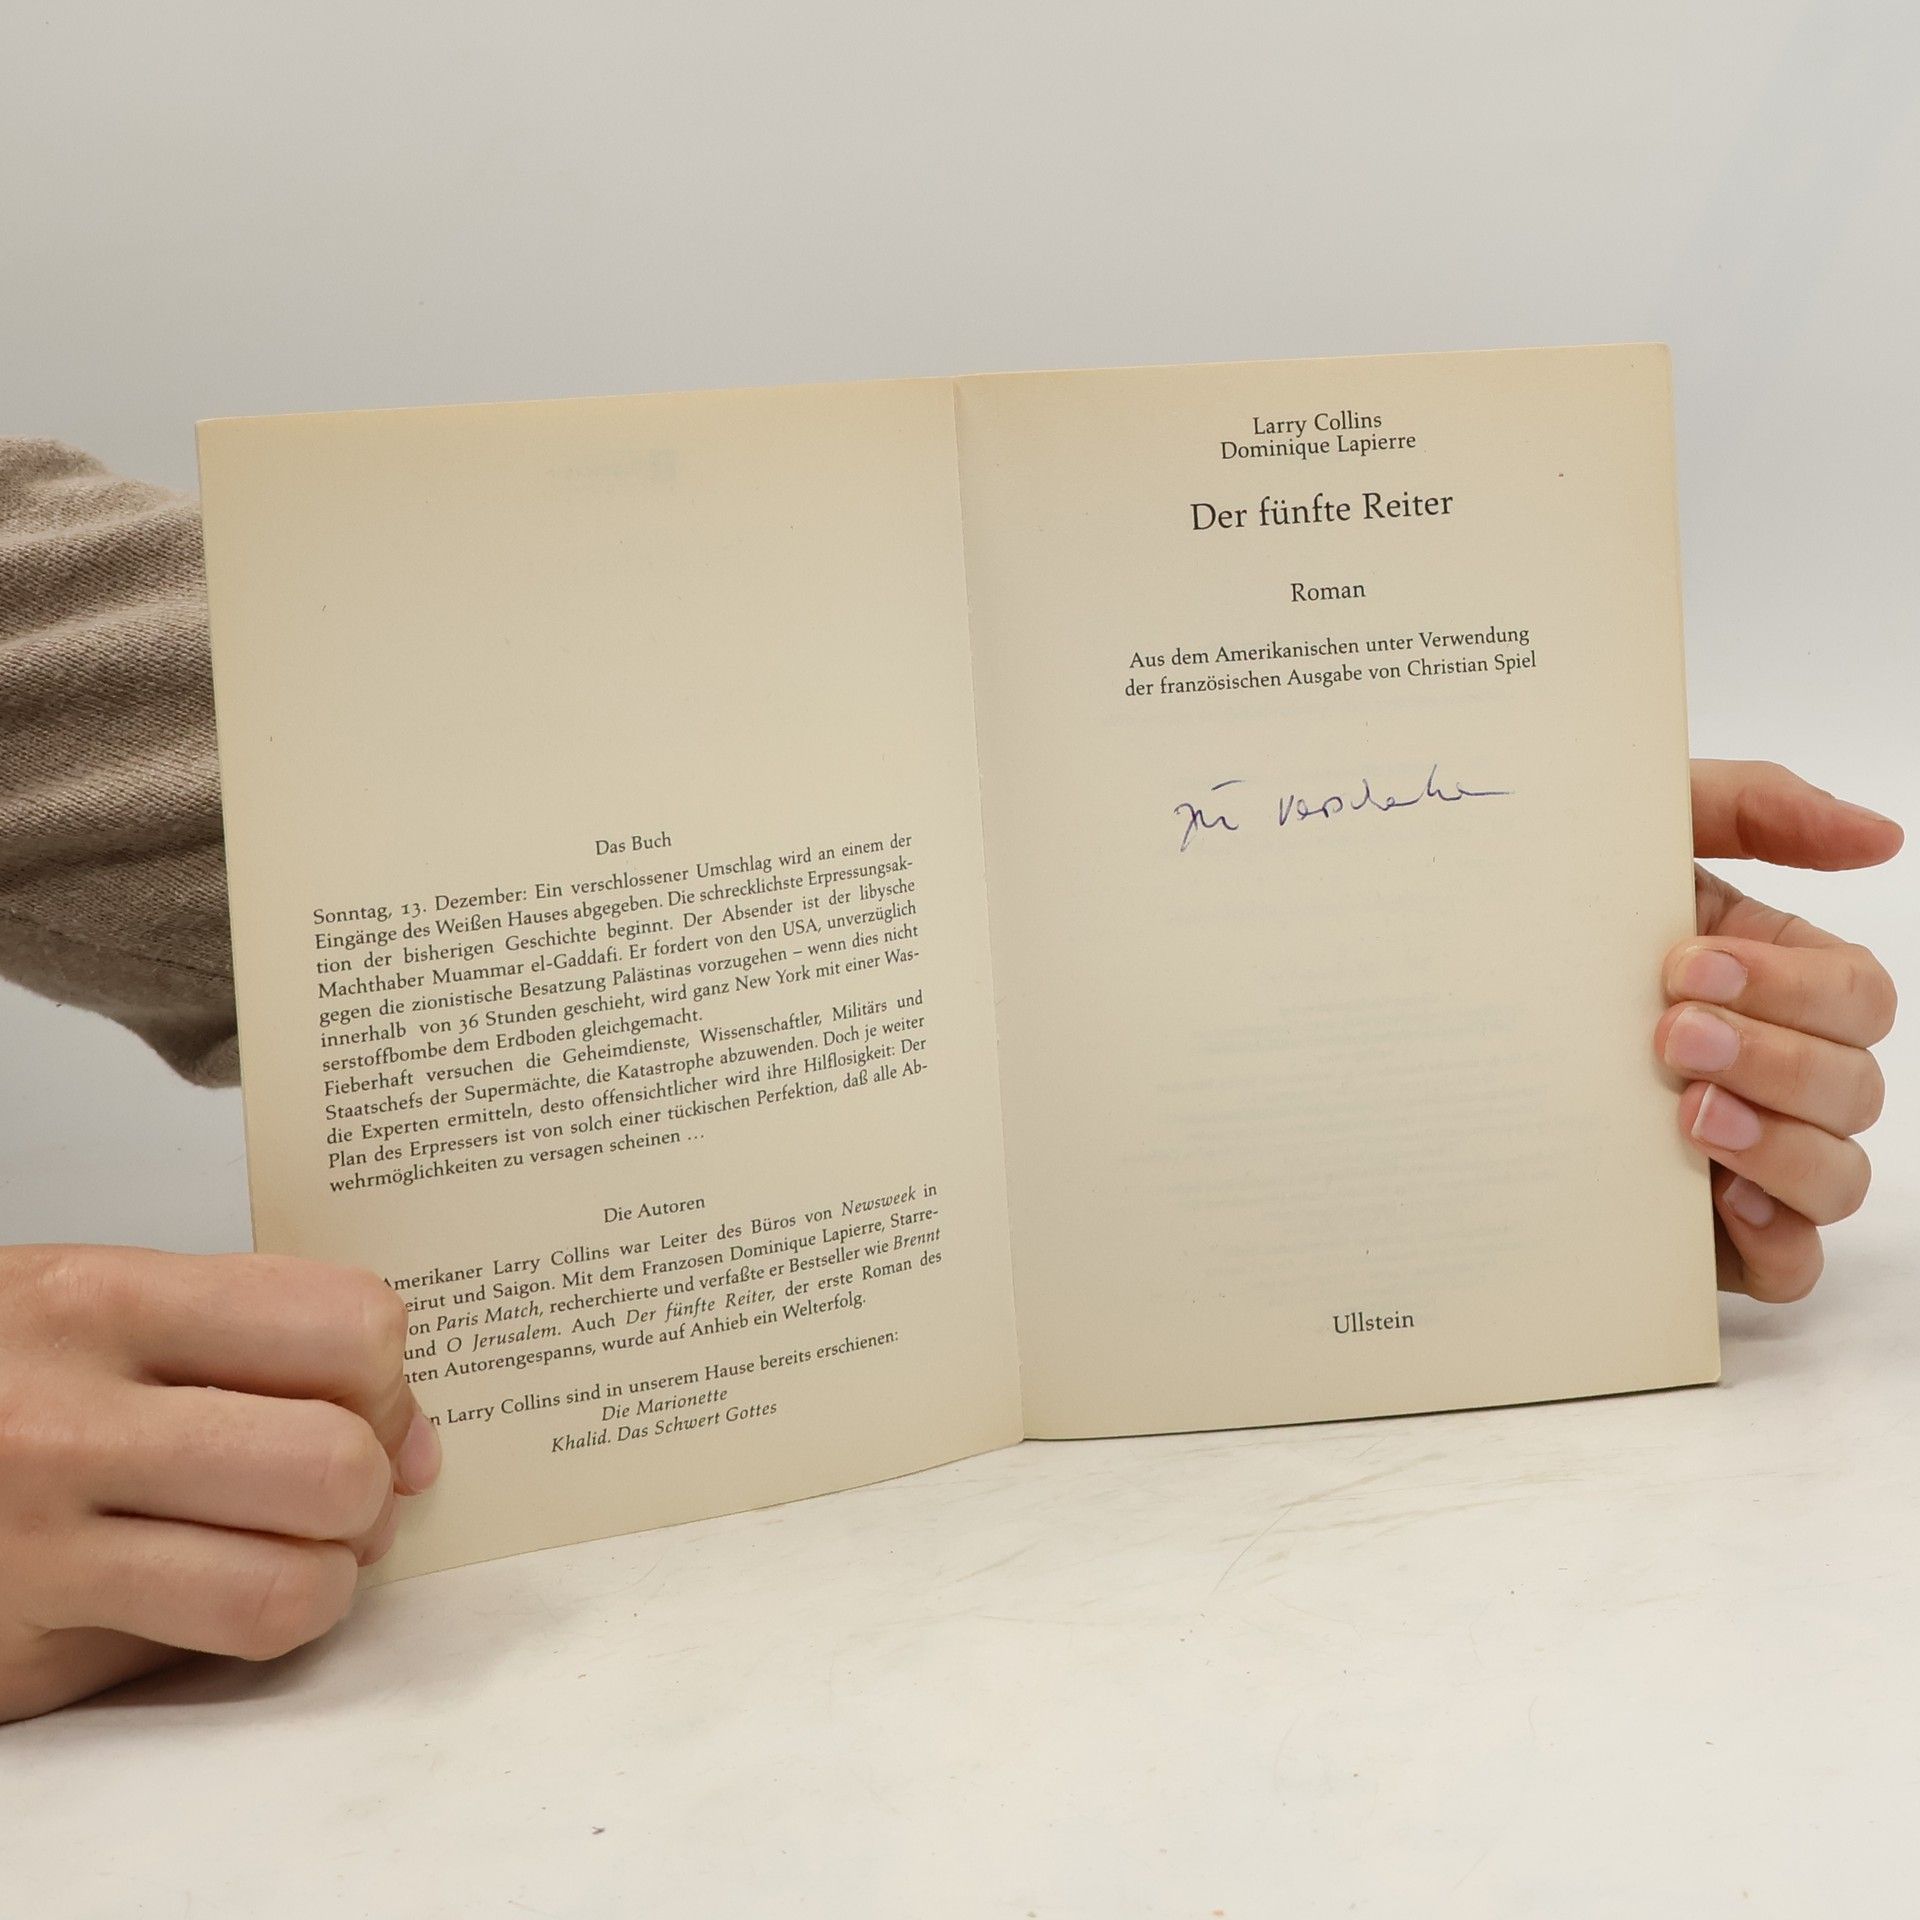 Das Buch
Sonntag, 13. Dezember: Ein verschlossener Umschlag wird an einem der
Eingänge des Weißen Hauses abgegeben. Die schrecklichste Erpressungsak-
tion der bisherigen Geschichte beginnt. Der Absender ist der libysche
Machthaber Muammar el-Gaddafi. Er fordert von den USA, unverzüglich
gegen die zionistische Besatzung Palästinas vorzugehen – wenn dies nicht
innerhalb von 36 Stunden geschieht, wird ganz New York mit einer Was-
serstoffbombe dem Erdboden gleichgemacht.
Fieberhaft versuchen die Geheimdienste, Wissenschaftler, Militärs und
Staatschefs der Supermächte, die Katastrophe abzuwenden. Doch je weiter
die Experten ermitteln, desto offensichtlicher wird ihre Hilflosigkeit: Der
Plan des Erpressers ist von solch einer tückischen Perfektion, daß alle Ab-
wehrmöglichkeiten zu versagen scheinen ...
Die Autoren
Amerikaner Larry Collins war Leiter des Büros von Newsweek in
eirut und Saigon. Mit dem Franzosen Dominique Lapierre, Starre-
on Paris Match, recherchierte und verfaßte er Bestseller wie Brennt
und O Jerusalem. Auch Der fünfte Reiter, der erste Roman des
nten Autorengespanns, wurde auf Anhieb ein Welterfolg.
n Larry Collins sind in unserem Hause bereits erschienen:
Die Marionette
Khalid. Das Schwert Gottes
Larry Collins
Dominique Lapierre
Der fünfte Reiter
Roman
Aus dem Amerikanischen unter Verwendung
der französischen Ausgabe von Christian Spiel
Ullstein